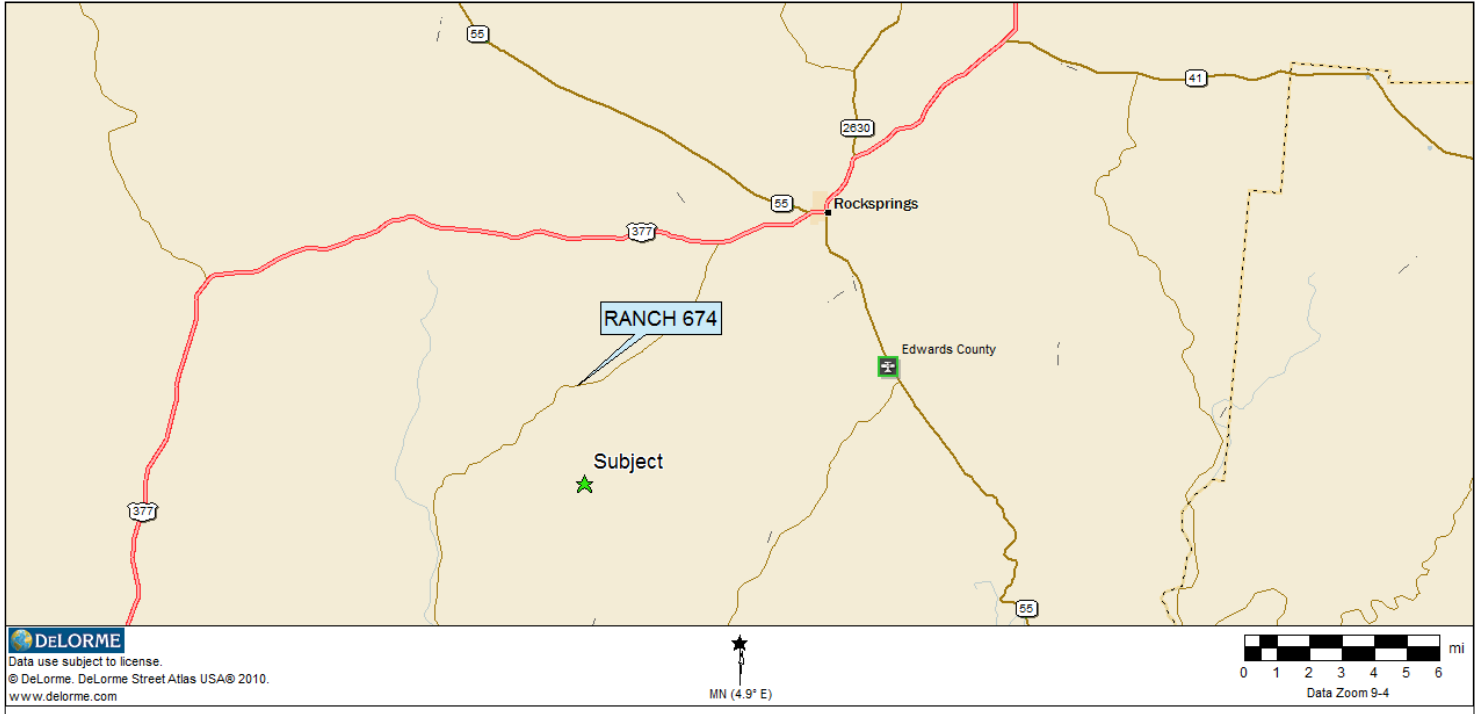 55
41
2630
55
Rocksprings
377
RANCH 674
Edwards County
Subject
377
55
DELORME
Data use subject to license.
© DeLorme. DeLorme Street Atlas USA® 2010.
www.delorme.com
MN (4.9° E)
mi
0 1 2 3 4 5 6
Data Zoom 9-4